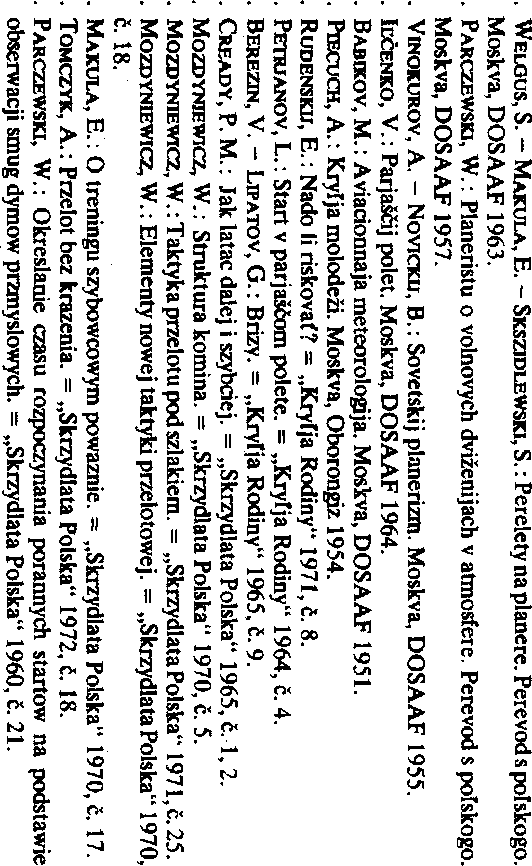 . Welgus, S. – Makula, E. – Skszidlewski, S.: Perelety na planere. Perevod s poľskogo.
Moskva, DOSAAF 1963.
. Parczewski, W.: Planeristu o volnovych dviženijach v atmosfere. Perevod s poľskogo.
Moskva, DOSAAF 1957.
. Vinokurov, A. – Novickij, B.: Sovetskij planerizm. Moskva, DOSAAF 1955.
. Iľčenko, V.: Parjaščij polet. Moskva, DOSAAF 1964.
. Babikov, M.: Aviacionnaja meteorologija. Moskva, DOSAAF 1951.
. Piecuch, A.: Kryľja molodeži. Moskva, Oborongiz 1954.
. Rudenskij, E.: Nado li riskovať? = „Kryľja Rodiny“ 1971, č. 8.
. Petrjanov, L.: Start v parjaščom polete. = „Kryľja Rodiny“ 1964, č. 4.
. Berezin, V. – Lipatov, G.: Brizy. = „Kryľja Rodiny“ 1965, č. 9.
. Cready, P. M.: Jak latac dalej i szybciej. = „Skrzydlata Polska“ 1965, č. 1, 2.
. Mozdyniewicz, W.: Struktura komina. = „Skrzydlata Polska“ 1970, č. 5.
. Mozdyniewicz, W.: Taktyka przelotu pod szlakiem. = „Skrzydlata Polska“ 1971, č. 25.
. Mozdyniewicz, W.: Elementy nowej taktyki przelotowej. = „Skrzydlata Polska“ 1970,
č. 18.
. Makula, E.: O treningu szybowcowym powaznie. = „Skrzydlata Polska“ 1970, č. 17.
. Tomczyk, A.: Przelot bez krazenia. = „Skrzydlata Polska“ 1972, č. 18.
. Parczewski, W.: Okreslanie czasu rozpoczynania porannych startow na podstawie
obserwacji smug dymow przmyslowych. = „Skrzydlata Polska“ 1960, č. 21.